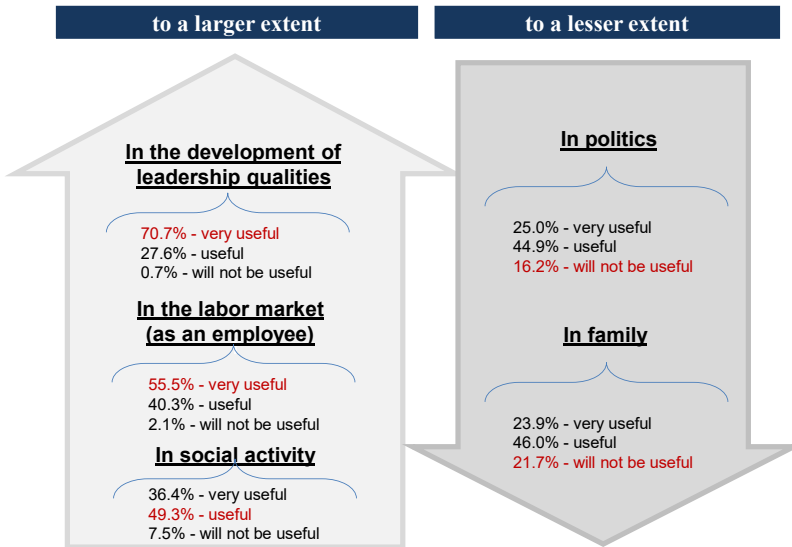 to a larger extent
In the development of
leadership qualities
70.7% - very useful
27.6% - useful
0.7% - will not be useful
In the labor market
(as an employee)
55.5% - very useful
40.3% - useful
2.1% - will not be useful
In social activity
36.4% - very useful
49.3% - useful
7.5% - will not be useful
to a lesser extent
In politics
25.0% - very useful
44.9% - useful
16.2% - will not be useful
In family
23.9% - very useful
46.0% - useful
21.7% - will not be useful